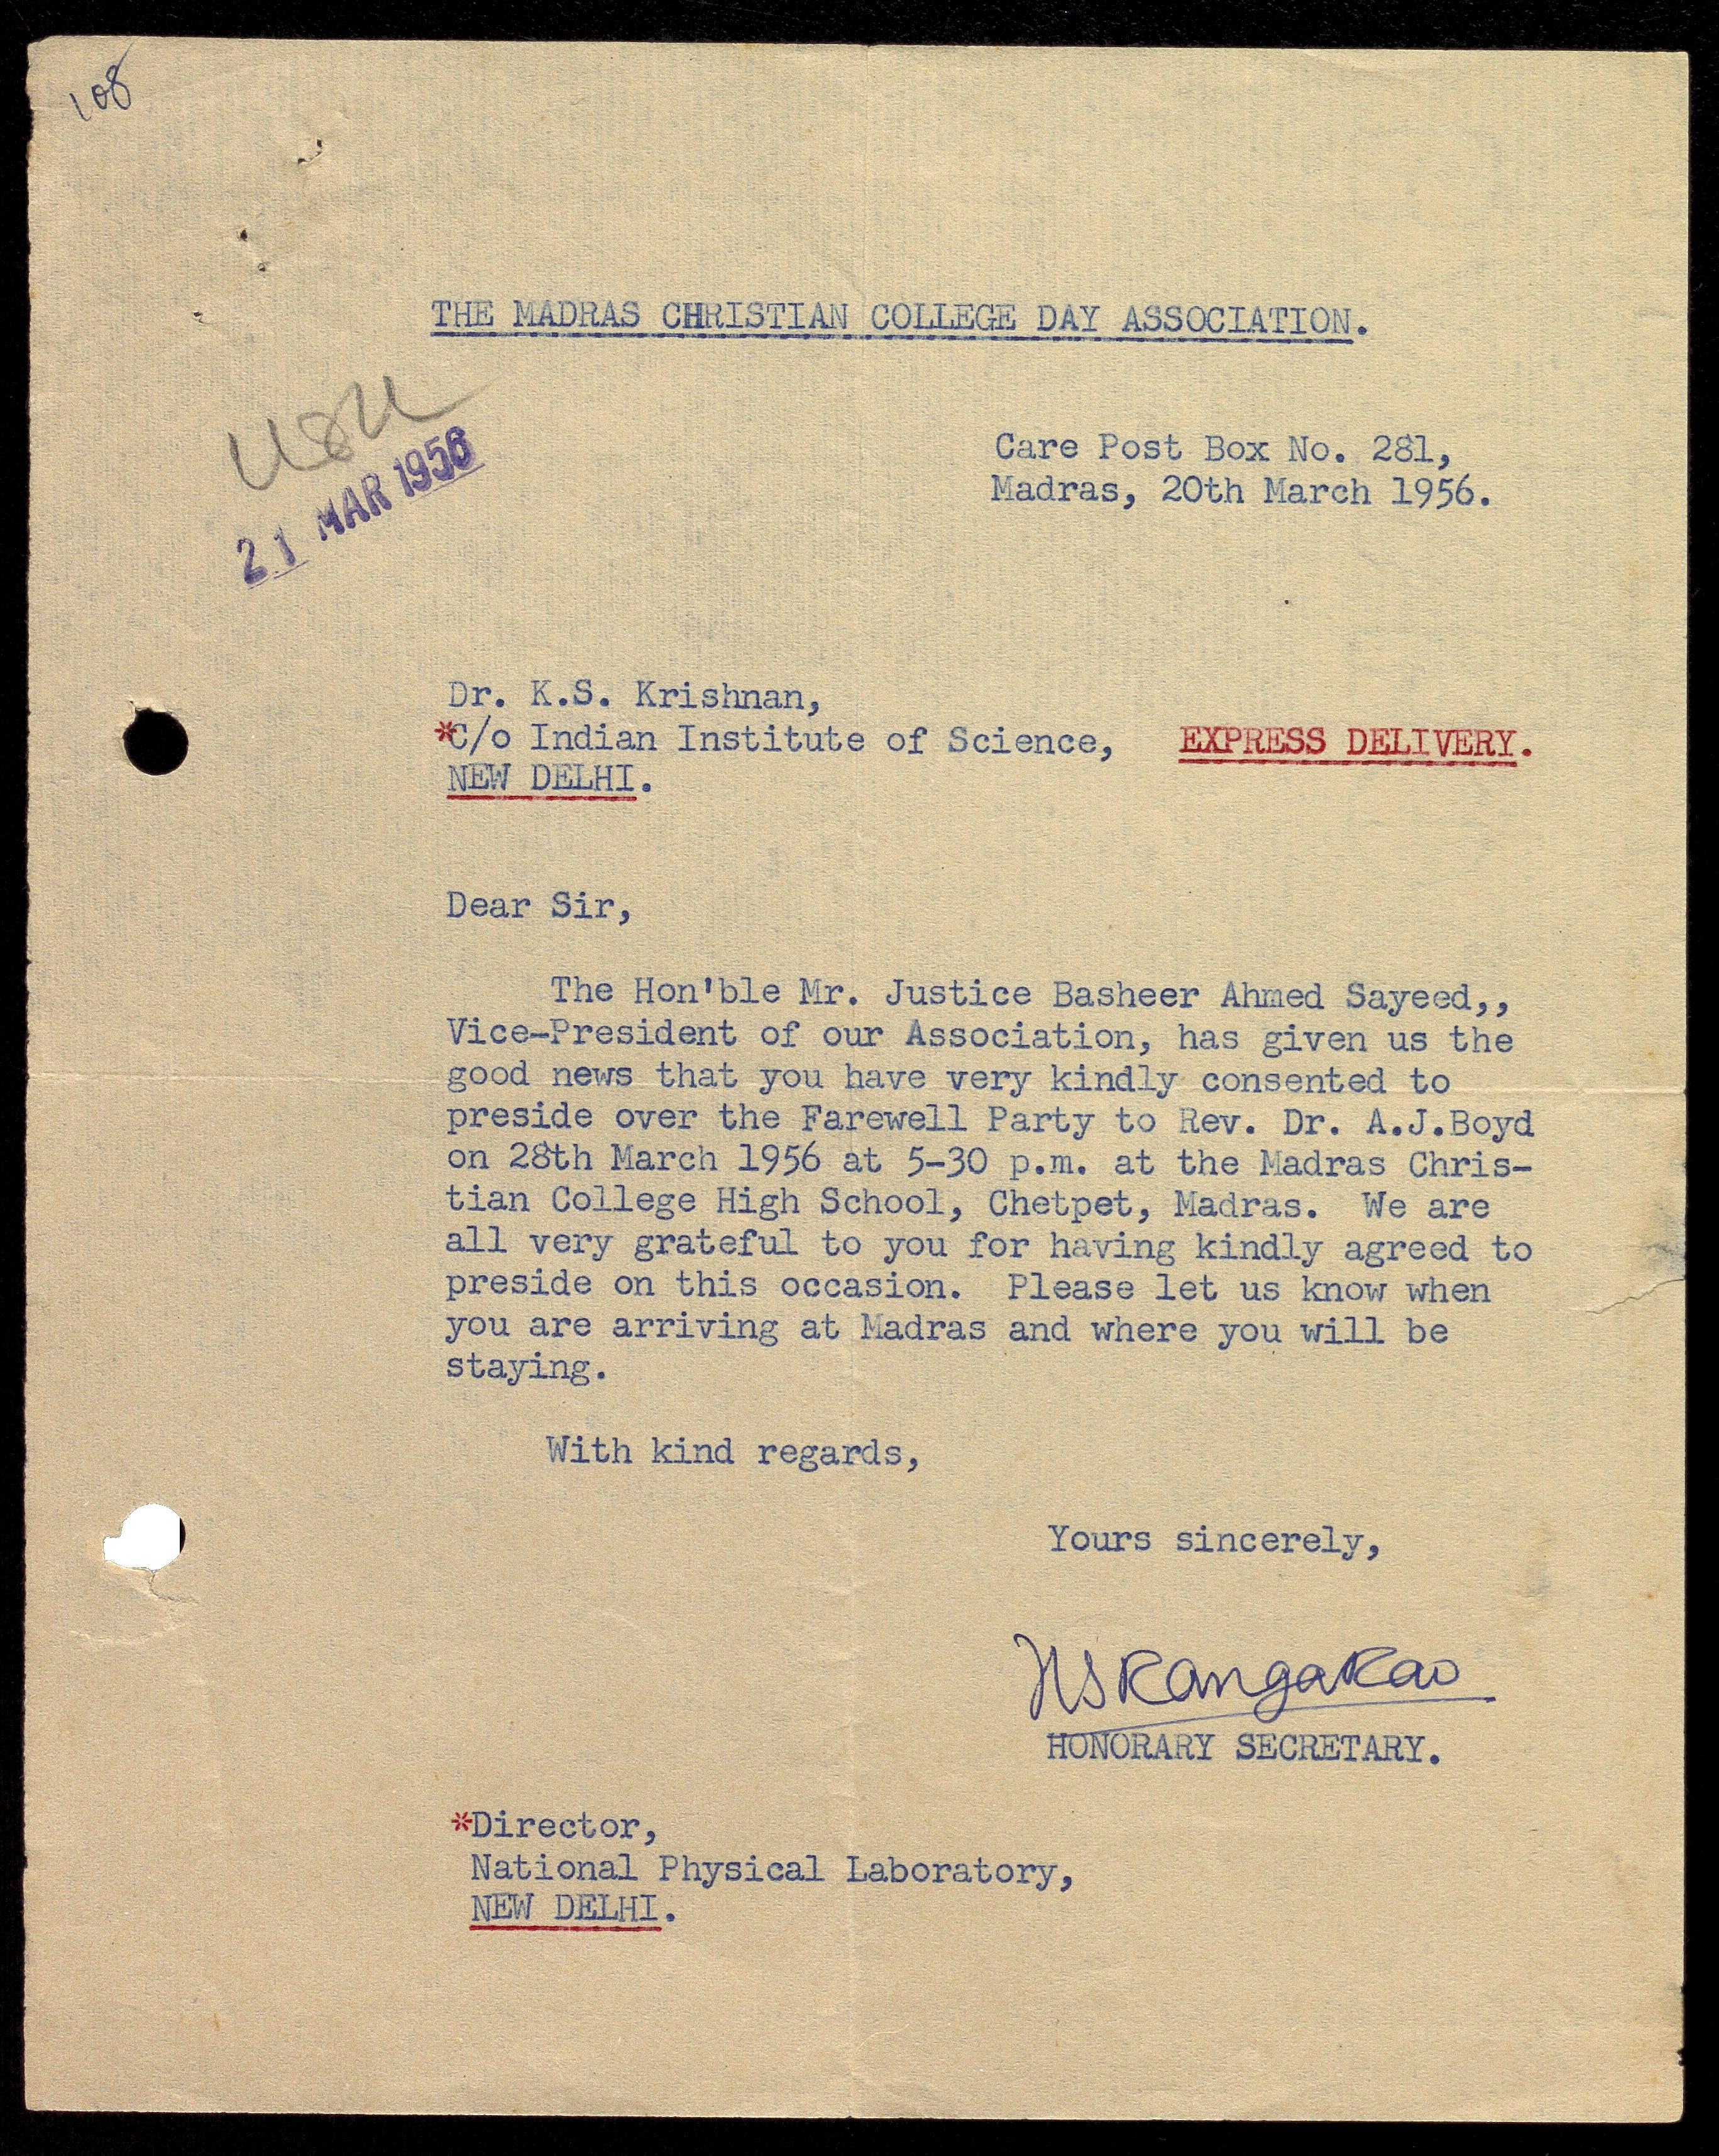 108
THE MADRAS CHRISTIAN COLLEGE DAY ASSOCIATION.
Care Post Box No. 281,
Madras, 20th March 1956.
21 MAR 1956
Dr. K.S. Krishnan,
*C/o Indian Institute of Science, EXPRESS DELIVERY.
NEW DELHI.
Dear Sir,
The Hon'ble Mr. Justice Basheer Ahmed Sayeed,,
Vice-President of our Association, has given us the
good news that you have very kindly consented to
preside over the Farewell Party to Rev. Dr. A.J.Boyd
on 28th March 1956 at 5-30 p.m. at the Madras Chris-
tian College High School, Chetpet, Madras. We are
all very grateful to you for having kindly agreed to
preside on this occasion. Please let us know when
you are arriving at Madras and where you will be
staying.
With kind regards,
Yours sincerely,
RangaRao
HONORARY SECRETARY.
*Director,
National Physical Laboratory,
NEW DELHI.